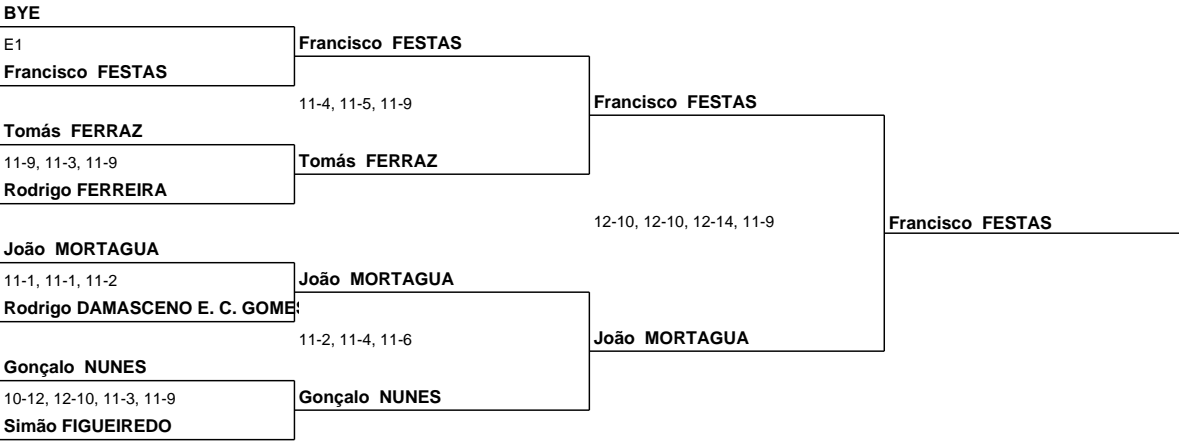 BYE
E1
Francisco FESTAS
Francisco FESTAS
11-4, 11-5, 11-9
Francisco FESTAS
Tomás FERRAZ
11-9, 11-3, 11-9
Tomás FERRAZ
Rodrigo FERREIRA
12-10, 12-10, 12-14, 11-9
Francisco FESTAS
João MORTAGUA
11-1, 11-1, 11-2
João MORTAGUA
Rodrigo DAMASCENO E. C. GOME
11-2, 11-4, 11-6
João MORTAGUA
Gonçalo NUNES
10-12, 12-10, 11-3, 11-9
Gonçalo NUNES
Simão FIGUEIREDO